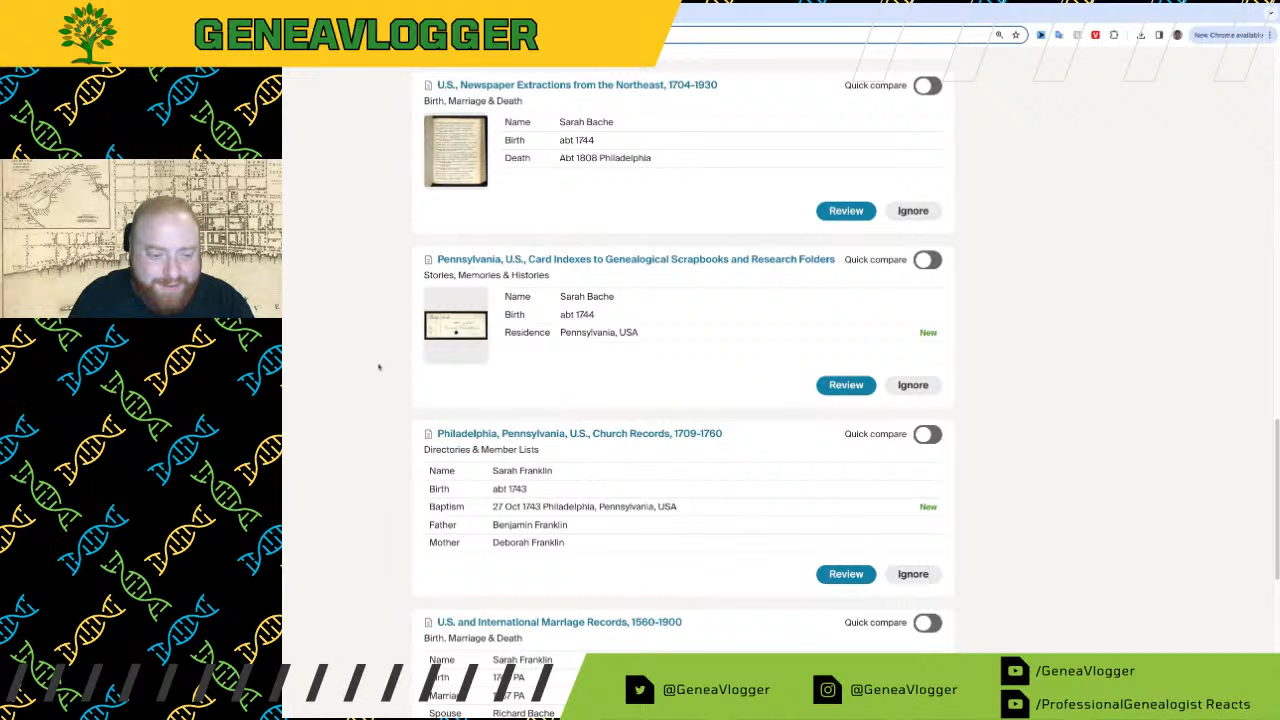 GENEAVLOGGER
New Chrome available
U.S., Newspaper Extractions from the Northeast, 1704-1930
Quick compare
Birth, Marriage & Death
Name Sarah Bache
Birth abt 1744
Death Abt 1808 Philadelphia
Review Ignore
Pennsylvania, U.S., Card Indexes to Genealogical Scrapbooks and Research Folders
Quick compare
Stories, Memories & Histories
Name Sarah Bache
Birth abt 1744
Residence Pennsylvania, USA New
Review Ignore
Philadelphia, Pennsylvania, U.S., Church Records, 1709-1760
Quick compare
Directories & Member Lists
Name Sarah Franklin
Birth abt 1743
Baptism 27 Oct 1743 Philadelphia, Pennsylvania, USA New
Father Benjamin Franklin
Mother Deborah Franklin
Review Ignore
U.S. and International Marriage Records, 1560-1900
Quick compare
Birth, Marriage & Death
Name Sarah Franklin
PA
PA
Spouse Richard Bache
@GeneaVlogger
@GeneaVlogger
/GeneaVlogger
/ProfessionalGenealogist Reacts